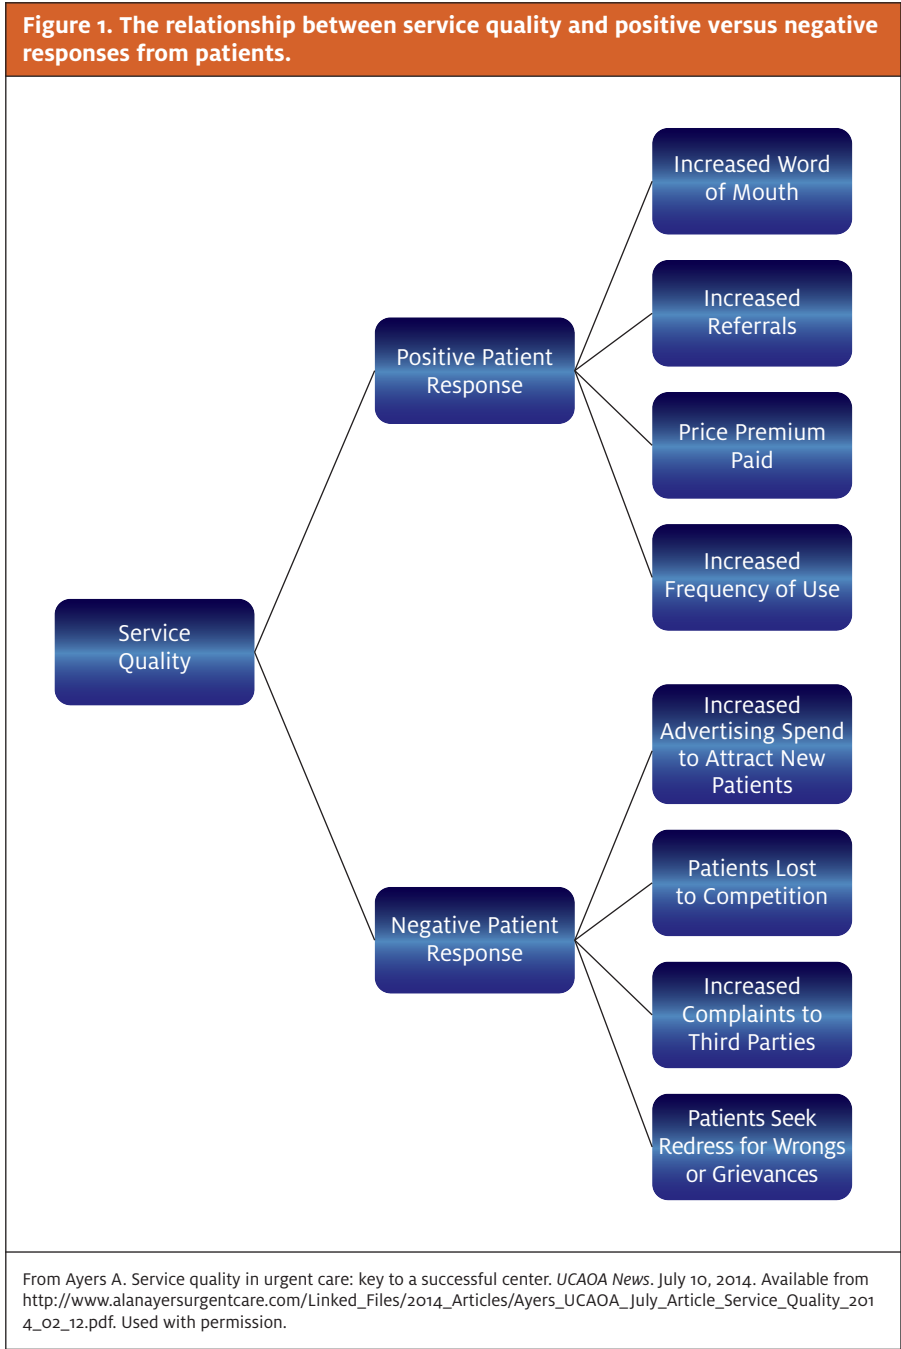 Figure 1. The relationship between service quality and positive versus negative
responses from patients.
Increased Word
of Mouth
Increased
Referrals
Positive Patient
Response
Price Premium
Paid
Increased
Frequency of Use
Service
Quality
Increased
Advertising Spend
to Attract New
Patients
Patients Lost
to Competition
Negative Patient
Response
Increased
Complaints to
Third Parties
Patients Seek
Redress for Wrongs
or Grievances
From Ayers A. Service quality in urgent care: key to a successful center. UCAOA News. July 10, 2014. Available from
http://www.alanayersurgentcare.com/Linked_Files/2014_Articles/Ayers_UCAOA_July_Article_Service_Quality_201
4_02_12.pdf. Used with permission.